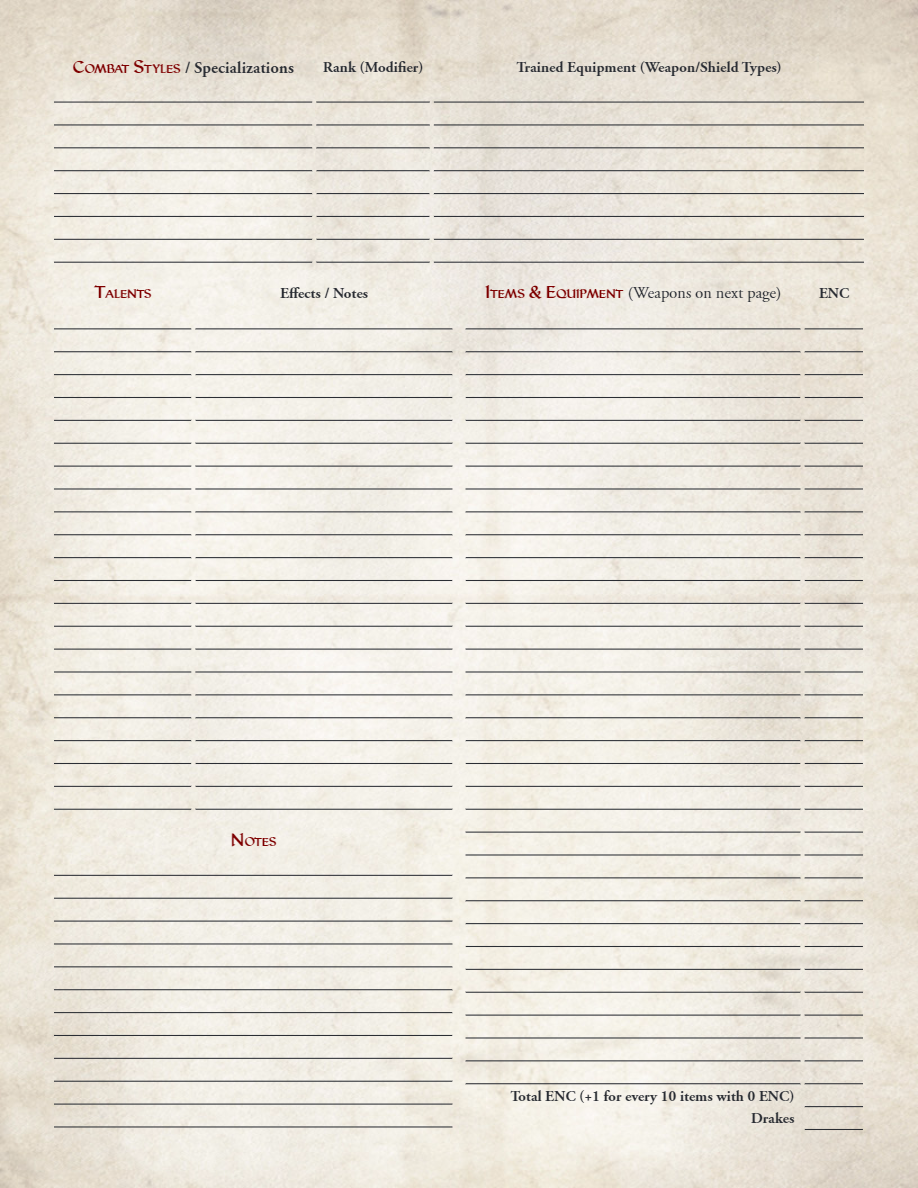 Combat Styles / Specializations Rank (Modifier) Trained Equipment (Weapon/Shield Types)
Talents Effects / Notes
Items & Equipment (Weapons on next page) ENC
Notes
Total ENC (+1 for every 10 items with 0 ENC)
Drakes